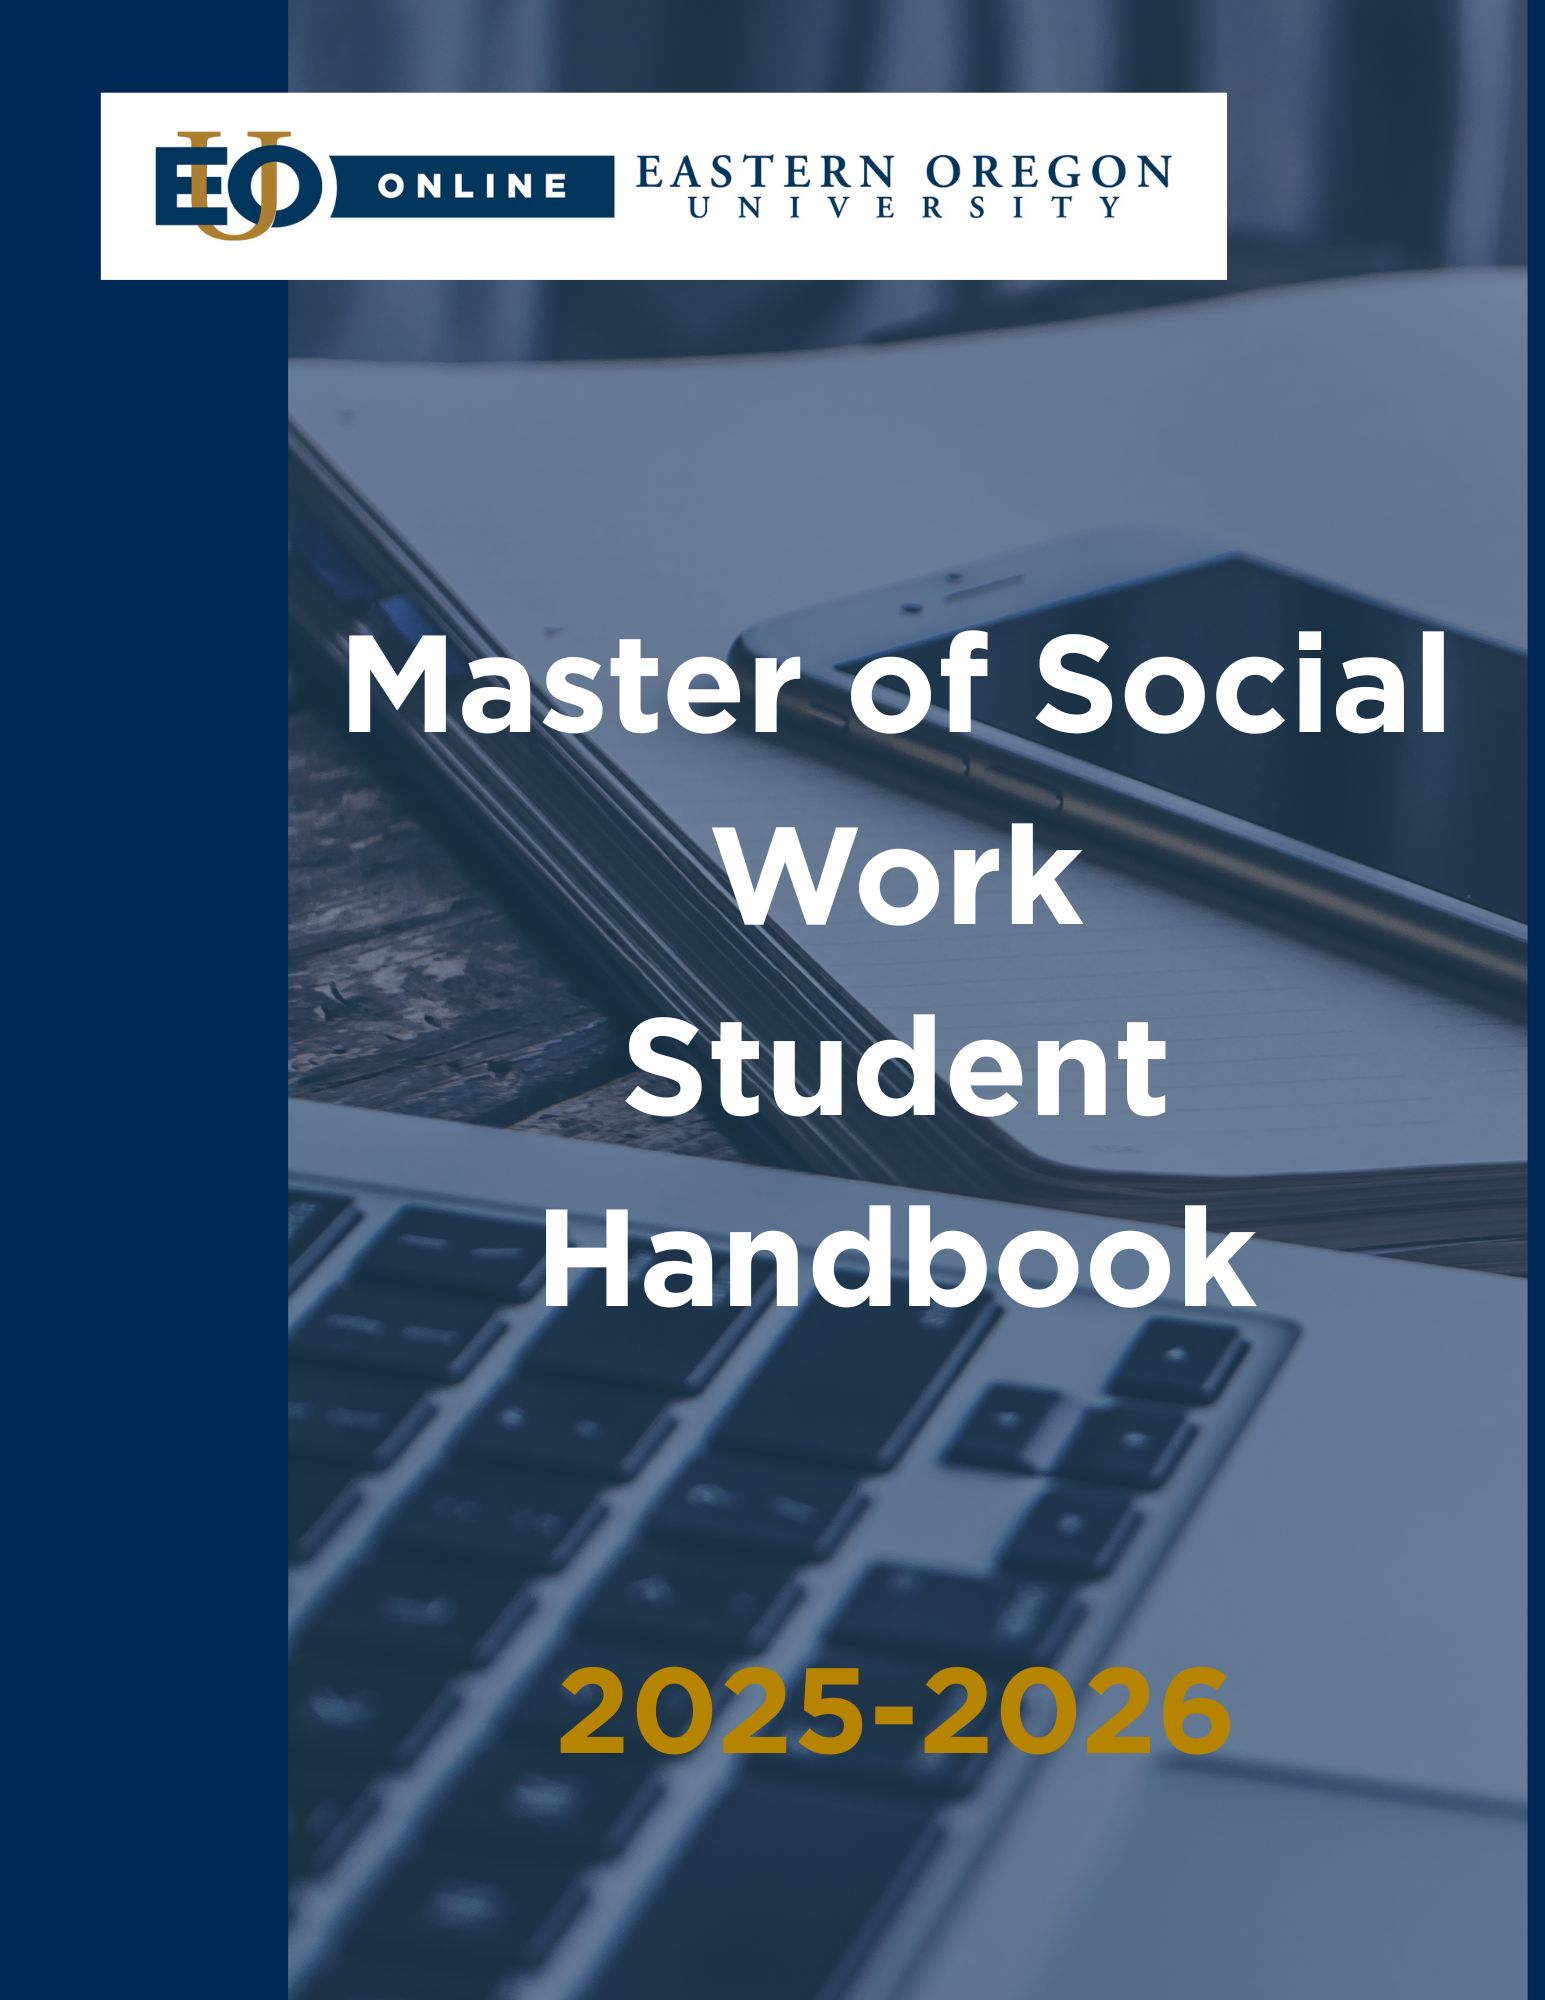 EOU ONLINE EASTERN OREGON
UNIVERSITY
Master of Social
Work
Student
Handbook
2025-2026